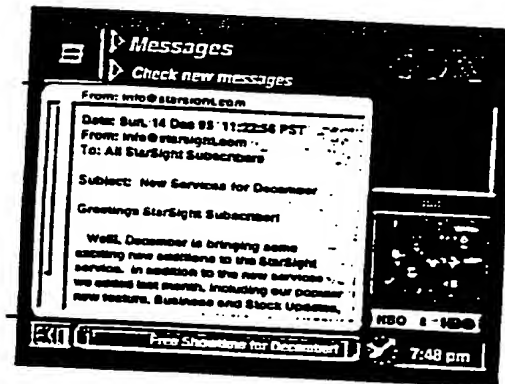 Messages
Check new messages
From: info@starsight.com
Date: Sun, 14 Dec 95 11:22:56 PST
From: info@starsight.com
To: All StarSight Subscribers
Subject: New Services for December
Greetings StarSight Subscriber!
Well, December is bringing some
exciting new additions to the StarSight
service. In addition to the new services
we added last month, including our popular
new feature, Business and Stock Updates,
HBO
Free Showtime for December!
7:48 pm